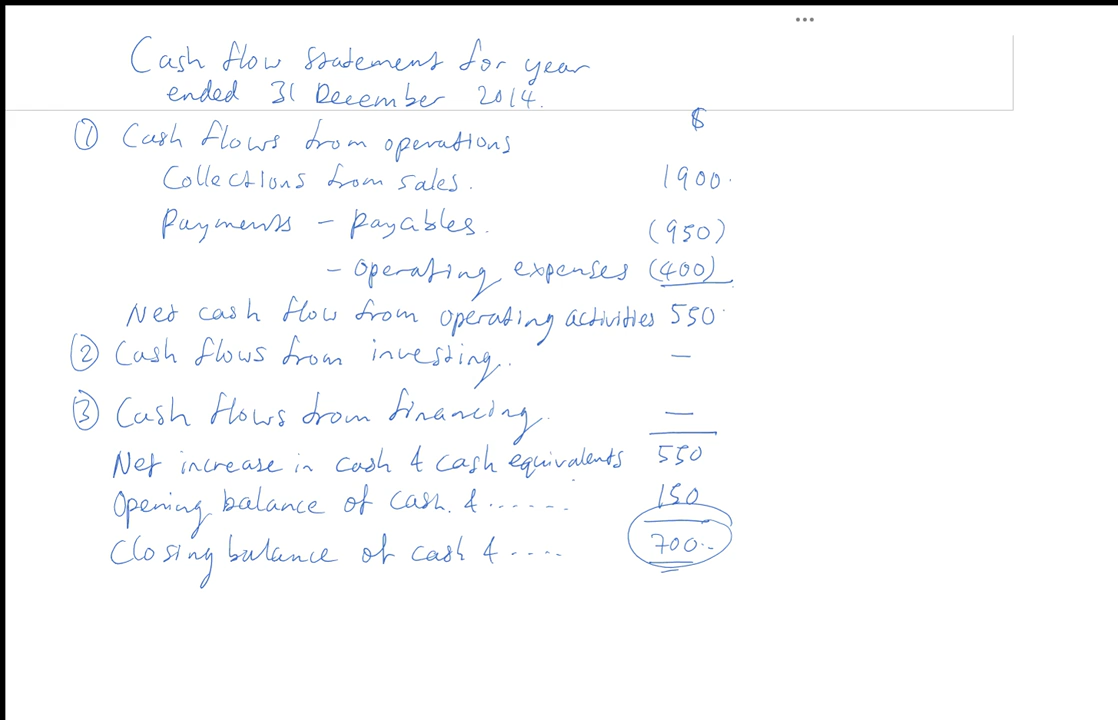 Cash flow statement for year
ended 31 December 2014.
$
① Cash flows from operations
Collections from sales. 1900.
Payments - payables. (950)
- operating expenses (400)
Net cash flow from operating activities 550.
② Cash flows from investing. —
③ Cash flows from financing. —
Net increase in cash & cash equivalents 550
Opening balance of cash. & ...... 150
Closing balance of cash & ..... 700..